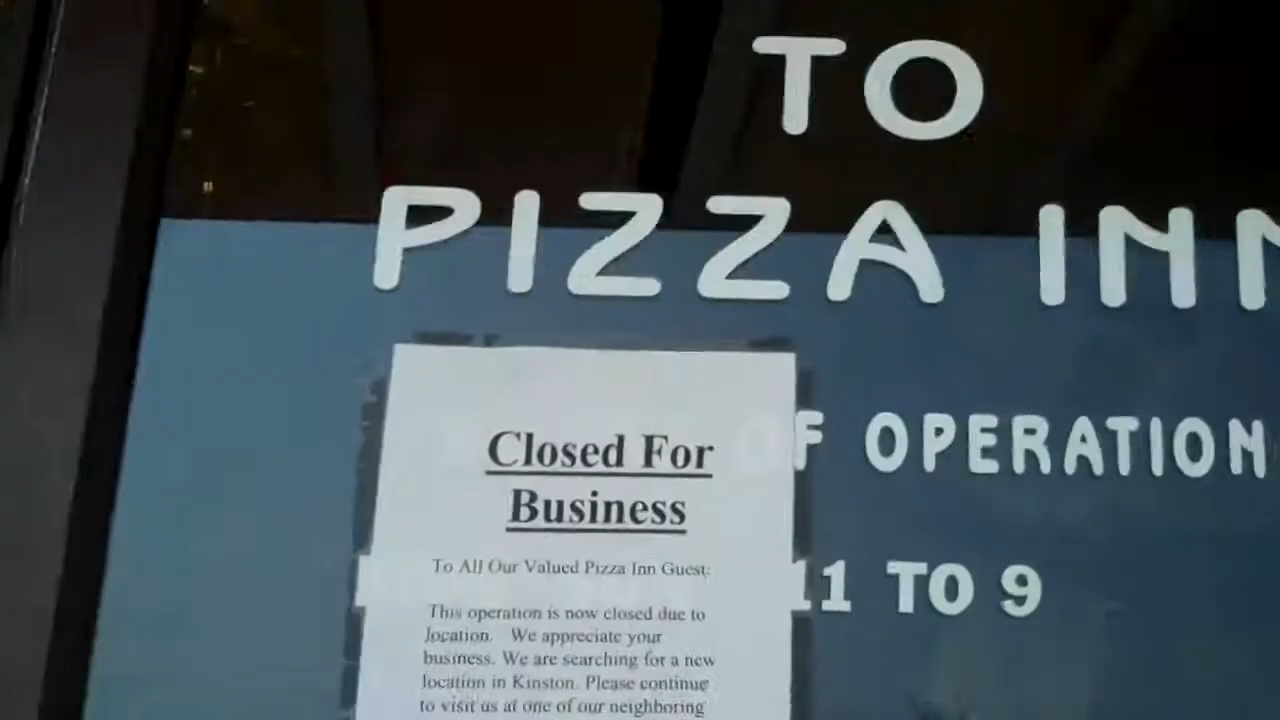 TO
PIZZA INN
Closed For
Business
OF OPERATION
To All Our Valued Pizza Inn Guest:
11 TO 9
This operation is now closed due to
location. We appreciate your
business. We are searching for a new
location in Kinston. Please continue
to visit us at one of our neighboring